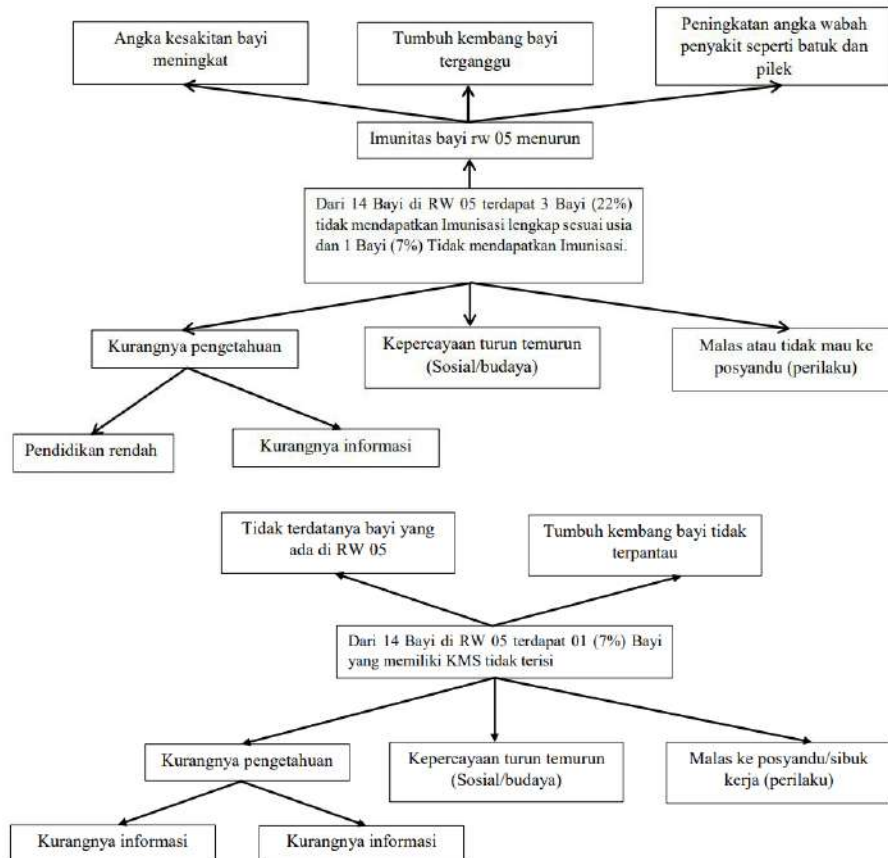 Angka kesakitan bayi
meningkat
Tumbuh kembang bayi
terganggu
Peningkatan angka wabah
penyakit seperti batuk dan
pilek
Imunitas bayi rw 05 menurun
Dari 14 Bayi di RW 05 terdapat 3 Bayi (22%)
tidak mendapatkan Imunisasi lengkap sesuai usia
dan 1 Bayi (7%) Tidak mendapatkan Imunisasi.
Kurangnya pengetahuan
Kepercayaan turun temurun
(Sosial/budaya)
Malas atau tidak mau ke
posyandu (perilaku)
Pendidikan rendah
Kurangnya informasi
Tidak terdatanya bayi yang
ada di RW 05
Tumbuh kembang bayi tidak
terpantau
Dari 14 Bayi di RW 05 terdapat 01 (7%) Bayi
yang memiliki KMS tidak terisi
Kurangnya pengetahuan
Kepercayaan turun temurun
(Sosial/budaya)
Malas ke posyandu/sibuk
kerja (perilaku)
Kurangnya informasi
Kurangnya informasi